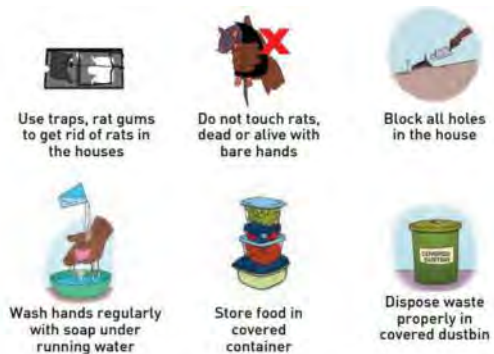 Use traps, rat gums
to get rid of rats in
the houses
Do not touch rats,
dead or alive with
bare hands
Block all holes
in the house
Wash hands regularly
with soap under
running water
Store food in
covered
container
COVERED
DUSTBIN
Dispose waste
properly in
covered dustbin